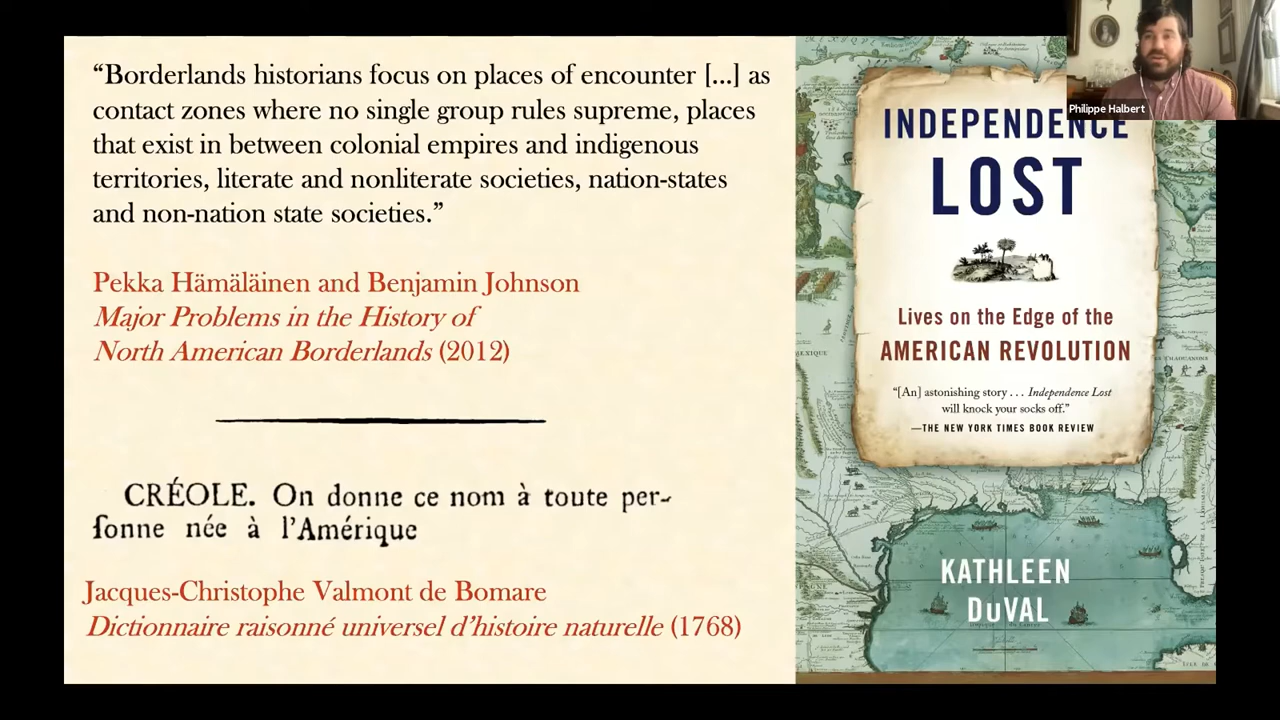 “Borderlands historians focus on places of encounter [...] as
contact zones where no single group rules supreme, places
that exist in between colonial empires and indigenous
territories, literate and nonliterate societies, nation-states
and non-nation state societies.”
Pekka Hämäläinen and Benjamin Johnson
Major Problems in the History of
North American Borderlands (2012)
CRÉOLE. On donne ce nom à toute per-
ſonne née à l’Amérique
Jacques-Christophe Valmont de Bomare
Dictionnaire raisonné universel d’histoire naturelle (1768)
Philippe Halbert
INDEPENDENCE
LOST
Lives on the Edge of the
AMERICAN REVOLUTION
“[An] astonishing story . . . Independence Lost
will knock your socks off.”
—THE NEW YORK TIMES BOOK REVIEW
KATHLEEN
DuVAL